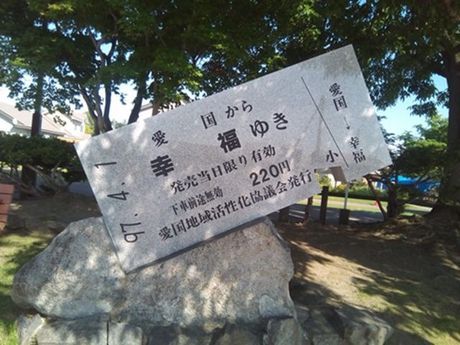 97.4.1
愛国から
幸福ゆき
発売当日限り有効
下車前途無効 220円
愛国地域活性化協議会発行
小
愛国→幸福